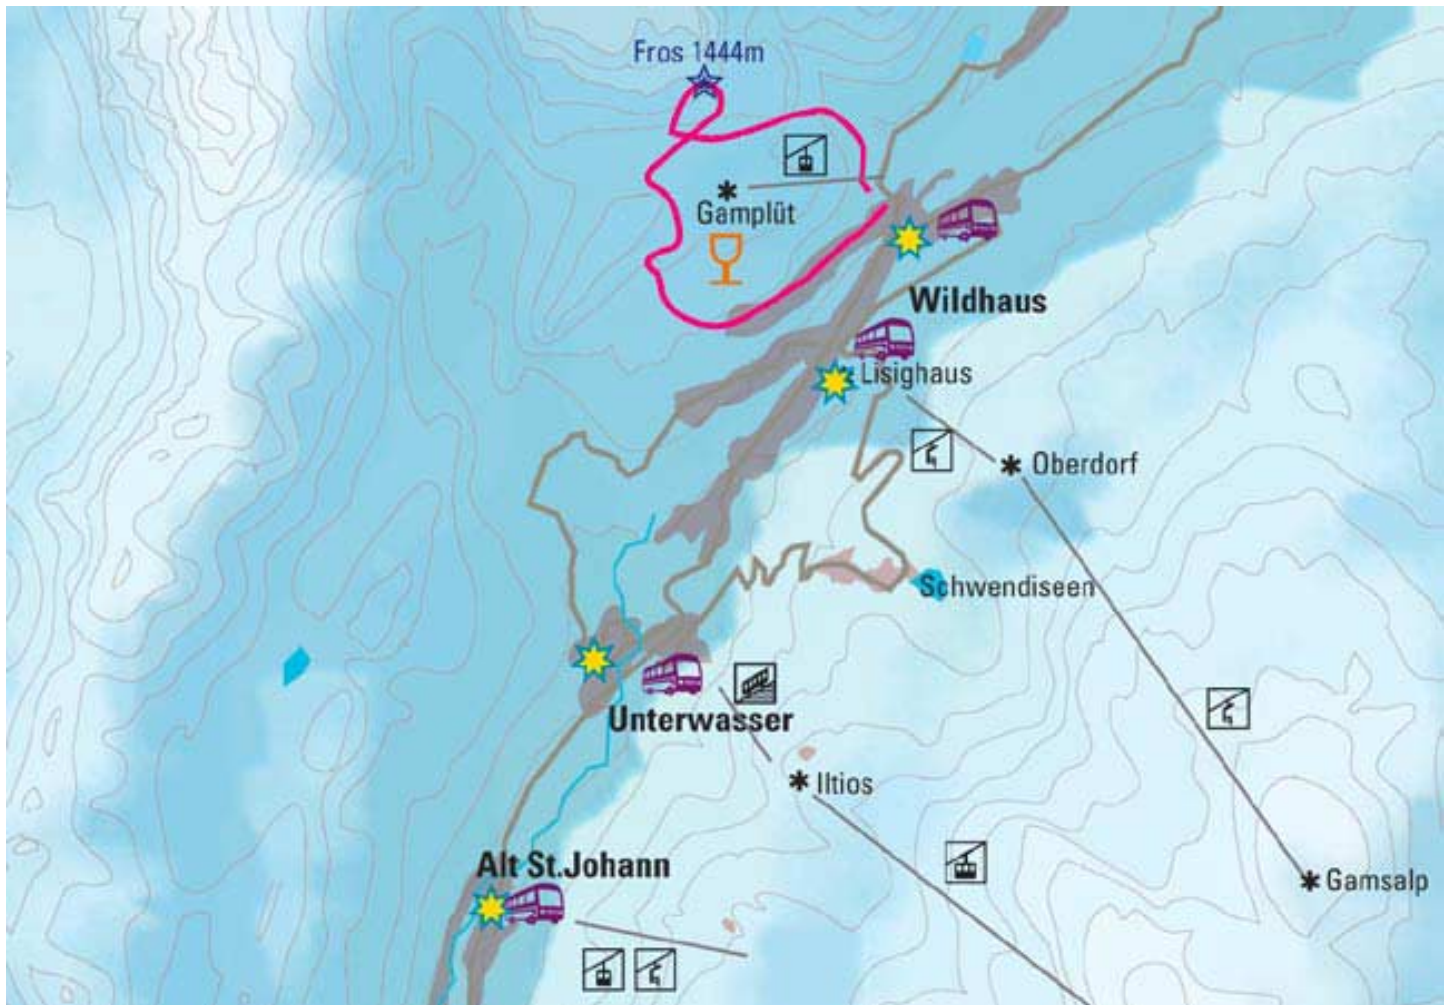 Fros 1444m
Gamplüt
Wildhaus
Lisighaus
Oberdorf
Schwendiseen
Unterwasser
Iltios
Alt St.Johann
Gamsalp